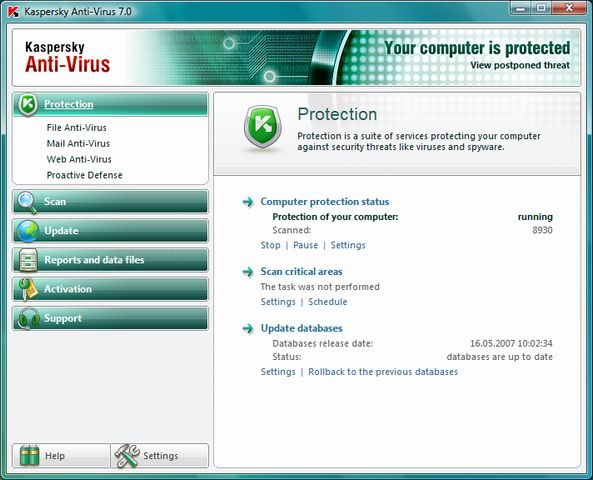 Kaspersky Anti-Virus 7.0
Kaspersky
Anti-Virus
Your computer is protected
View postponed threat
Protection
File Anti-Virus
Mail Anti-Virus
Web Anti-Virus
Proactive Defense
Scan
Update
Reports and data files
Activation
Support
Help
Settings
Protection
Protection is a suite of services protecting your computer
against security threats like viruses and spyware.
Computer protection status
Protection of your computer: running
Scanned: 8930
Stop | Pause | Settings
Scan critical areas
The task was not performed
Settings | Schedule
Update databases
Databases release date: 16.05.2007 10:02:34
Status: databases are up to date
Settings | Rollback to the previous databases